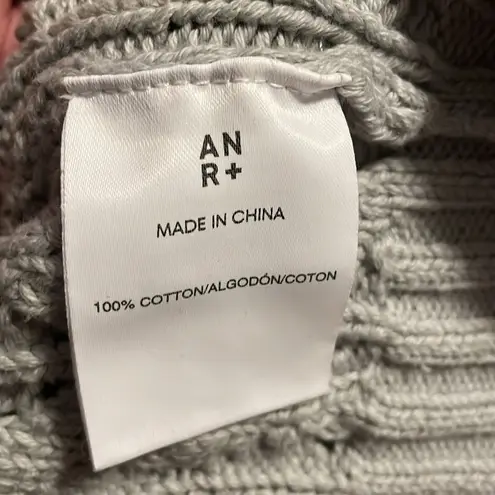 AN
R+
MADE IN CHINA
100% COTTON/ALGODÓN/COTON